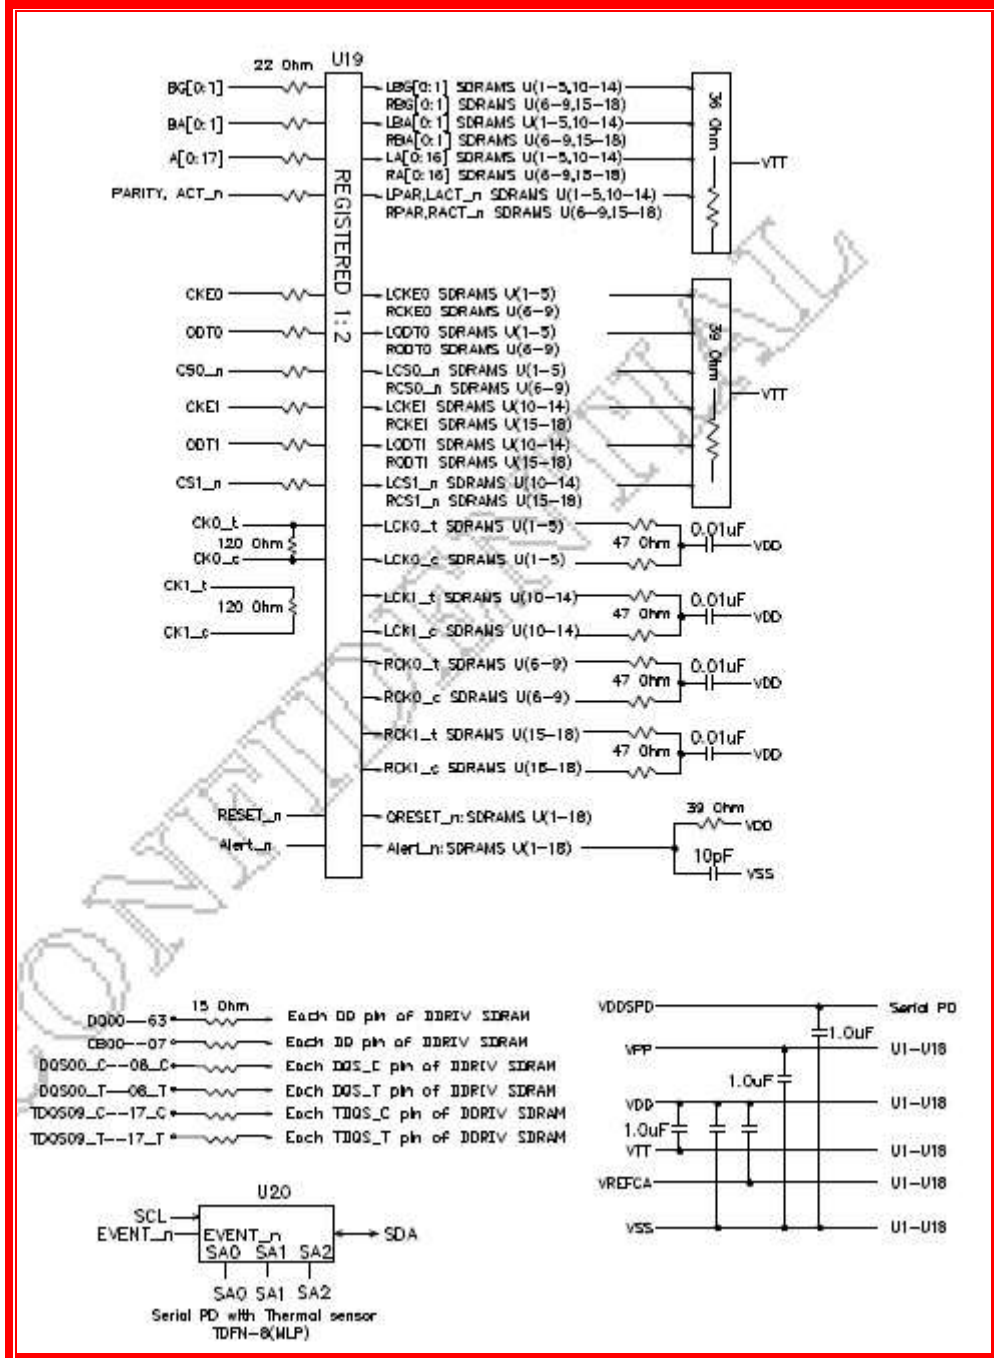 U19
22 Ohm
BG[0:1] LBG[0:1] SDRAMS U(1-5,10-14)
RBG[0:1] SDRAMS U(6-9,15-18)
BA[0:1] LBA[0:1] SDRAMS U(1-5,10-14)
RBA[0:1] SDRAMS U(6-9,15-18)
A[0:17] LA[0:16] SDRAMS U(1-5,10-14)
RA[0:16] SDRAMS U(6-9,15-18)
PARITY, ACT_n LPAR,LACT_n SDRAMS U(1-5,10-14)
RPAR,RACT_n SDRAMS U(6-9,15-18)
36 Ohm
VTT
REGISTERED 1:2
CKE0 LCKE0 SDRAMS U(1-5)
RCKE0 SDRAMS U(6-9)
ODT0 LODT0 SDRAMS U(1-5)
RODT0 SDRAMS U(6-9)
CS0_n LCS0_n SDRAMS U(1-5)
RCS0_n SDRAMS U(6-9)
CKE1 LCKE1 SDRAMS U(10-14)
RCKE1 SDRAMS U(15-18)
ODT1 LODT1 SDRAMS U(10-14)
RODT1 SDRAMS U(15-18)
CS1_n LCS1_n SDRAMS U(10-14)
RCS1_n SDRAMS U(15-18)
39 Ohm
VTT
CK0_t LCK0_t SDRAMS U(1-5)
120 Ohm 47 Ohm 0.01uF VDD
CK0_c LCK0_c SDRAMS U(1-5)
CK1_t LCK1_t SDRAMS U(10-14)
120 Ohm 47 Ohm 0.01uF VDD
CK1_c LCK1_c SDRAMS U(10-14)
RCK0_t SDRAMS U(6-9)
47 Ohm 0.01uF VDD
RCK0_c SDRAMS U(6-9)
RCK1_t SDRAMS U(15-18)
47 Ohm 0.01uF VDD
RCK1_c SDRAMS U(15-18)
RESET_n QRESET_n: SDRAMS U(1-18)
Alert_n Alert_n: SDRAMS U(1-18)
39 Ohm VDD
10pF VSS
CONFIDENTIAL
15 Ohm
DQ00--63 Each DQ pin of DDRIV SDRAM
CB00--07 Each DQ pin of DDRIV SDRAM
DQS00_C--08_C Each DQS_C pin of DDRIV SDRAM
DQS00_T--08_T Each DQS_T pin of DDRIV SDRAM
TDQS09_C--17_C Each TDQS_C pin of DDRIV SDRAM
TDQS09_T--17_T Each TDQS_T pin of DDRIV SDRAM
VDDSPD Serial PD
1.0uF
VPP U1-U18
1.0uF
VDD U1-U18
1.0uF
VTT U1-U18
VREFCA U1-U18
VSS U1-U18
U20
SCL
EVENT_n EVENT_n SDA
SA0 SA1 SA2
SA0 SA1 SA2
Serial PD with Thermal sensor
TDFN-8(WLP)